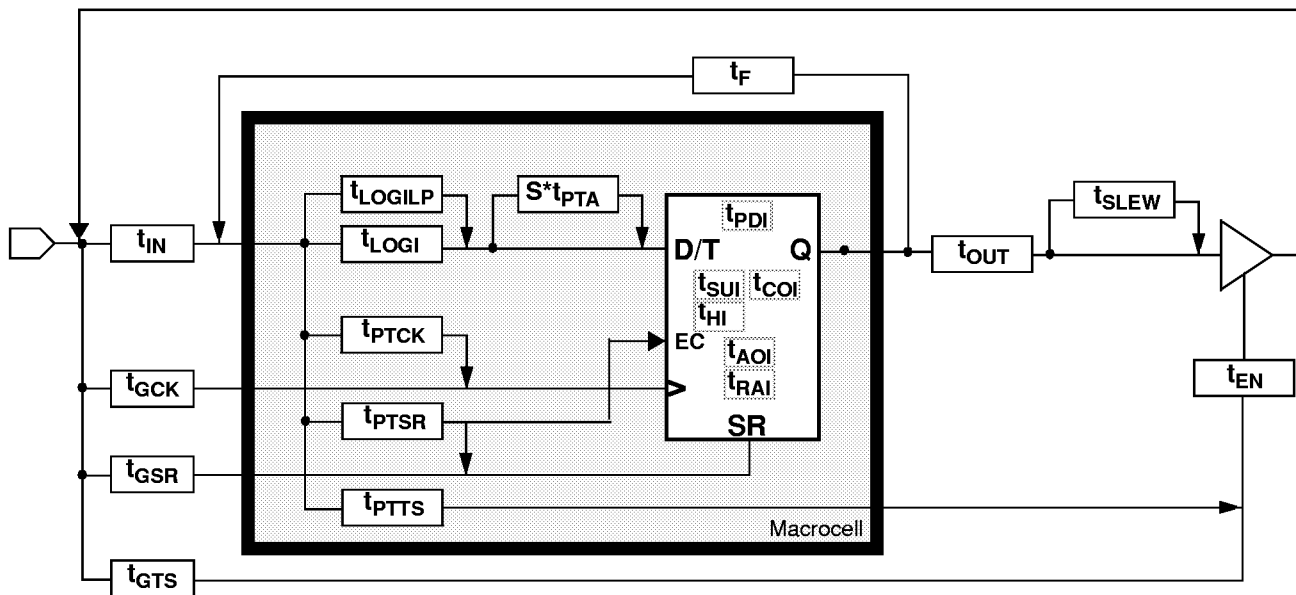 tF
tLOGILP
S*tPTA
tPDI
tSLEW
tIN
tLOGI
D/T
Q
tOUT
tSUI
tCOI
tHI
tPTCK
EC
tAOI
tGCK
tRAI
tEN
tPTSR
SR
tGSR
tPTTS
Macrocell
tGTS